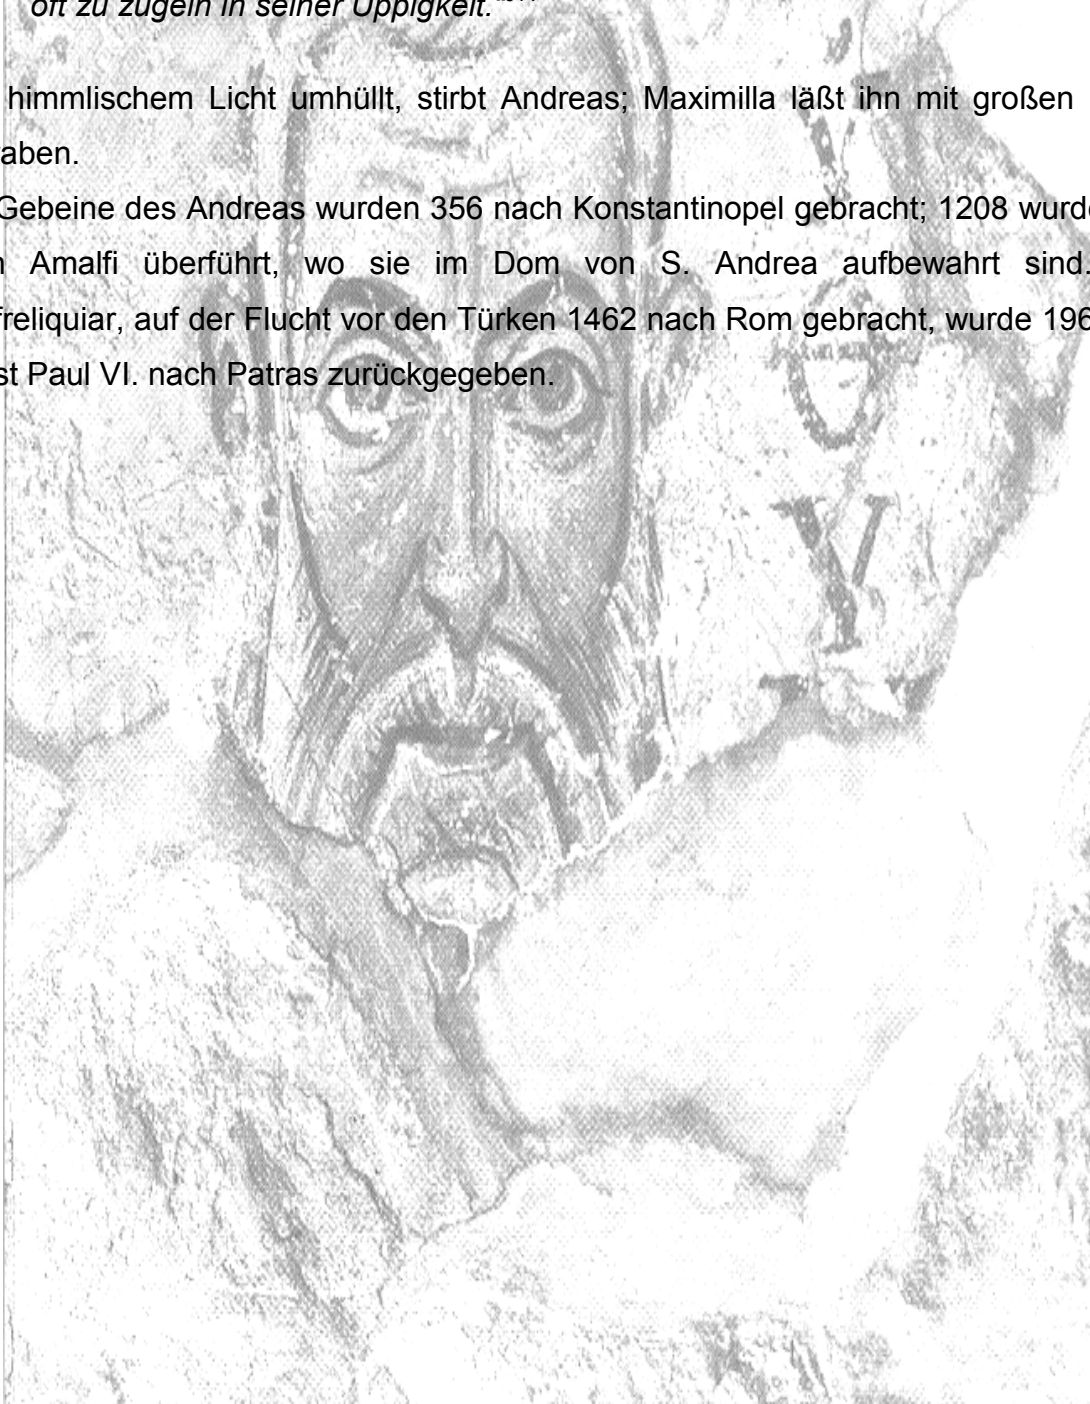 oft zu zügeln in seiner Üppigkeit."
himmlischem Licht umhüllt, stirbt Andreas; Maximilla läßt ihn mit großen
aben.
Gebeine des Andreas wurden 356 nach Konstantinopel gebracht; 1208 wurde
Amalfi überführt, wo sie im Dom von S. Andrea aufbewahrt sind.
freliquiar, auf der Flucht vor den Türken 1462 nach Rom gebracht, wurde 196
st Paul VI. nach Patras zurückgegeben.
V